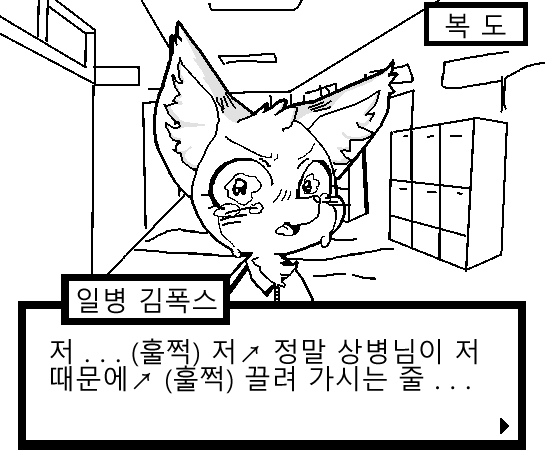 복 도
일병 김폭스
저 . . . (훌쩍) 저↗ 정말 상병님이 저
때문에↗ (훌쩍) 끌려 가시는 줄 . . .